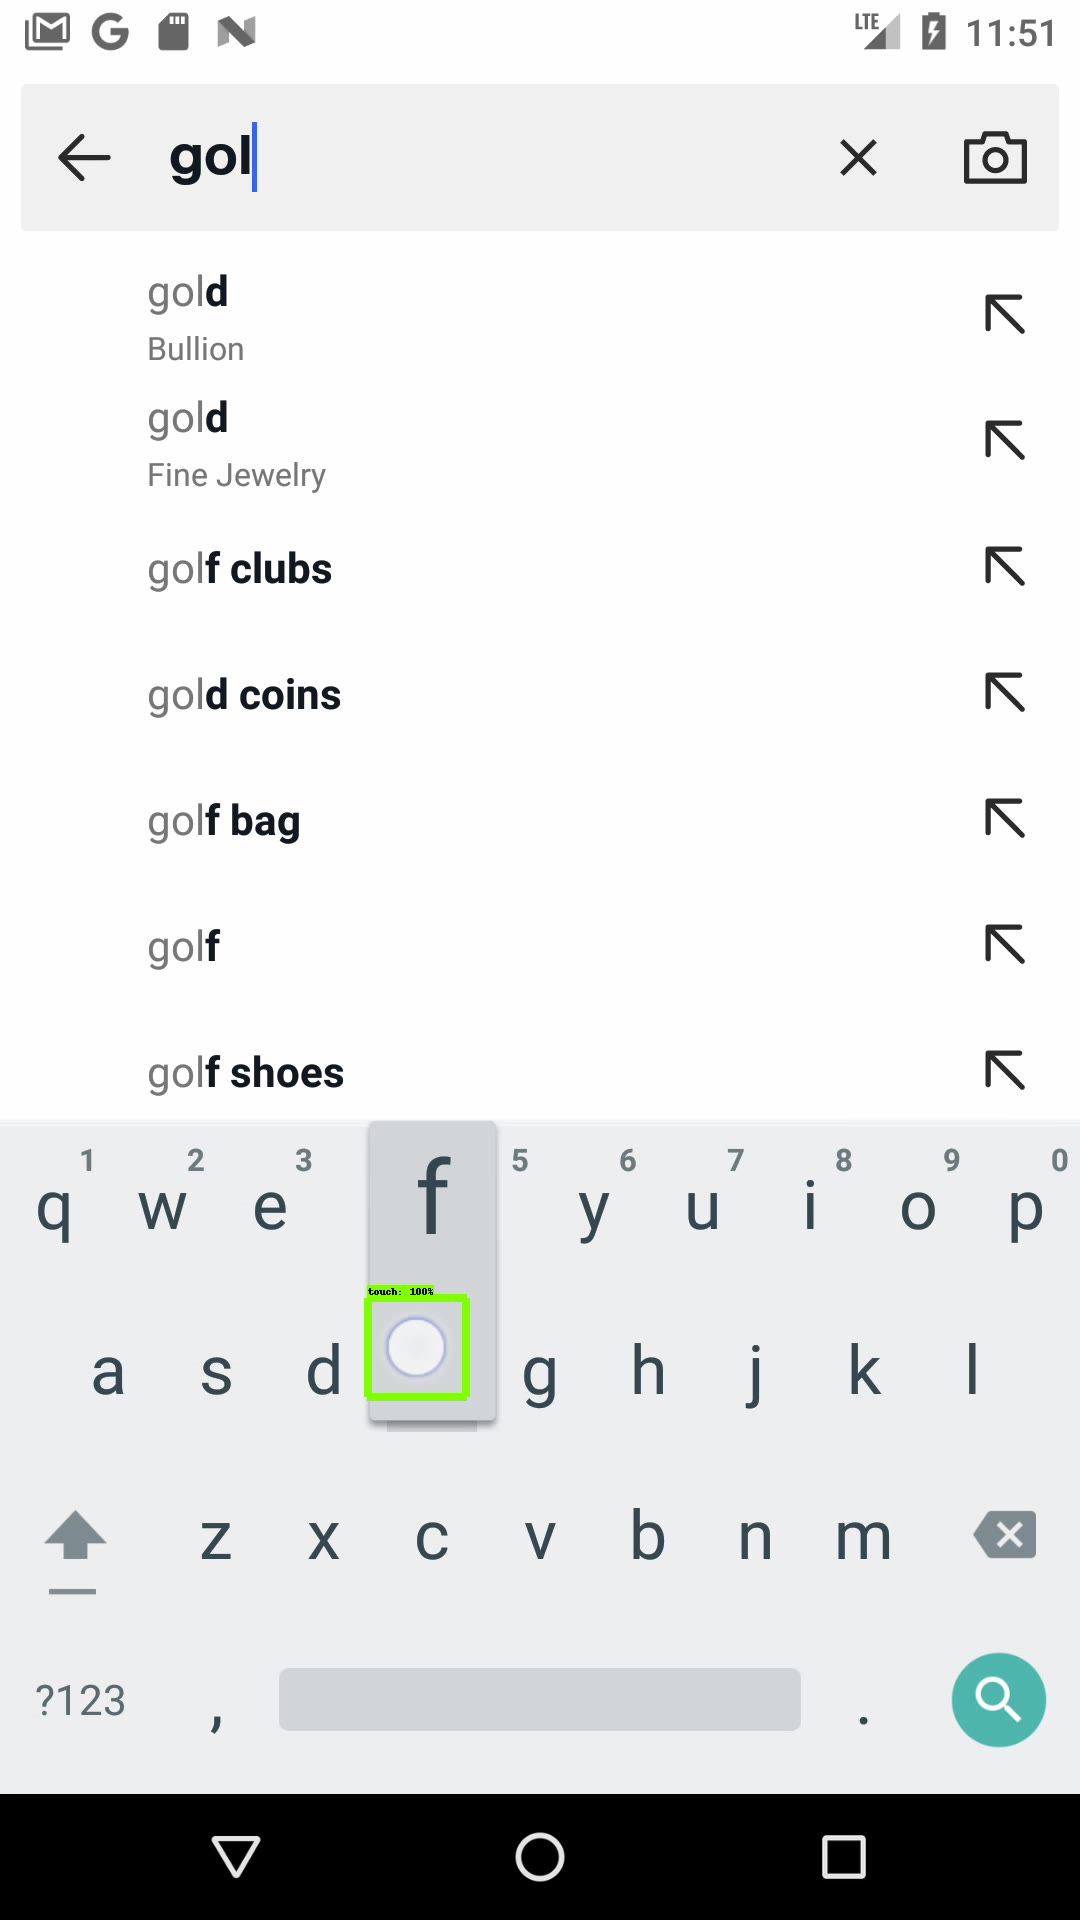 LTE 11:51
gol
gold
Bullion
gold
Fine Jewelry
golf clubs
gold coins
golf bag
golf
golf shoes
1 2 3 5 6 7 8 9 0
q w e f y u i o p
touch: 100%
a s d g h j k l
z x c v b n m
?123 , .